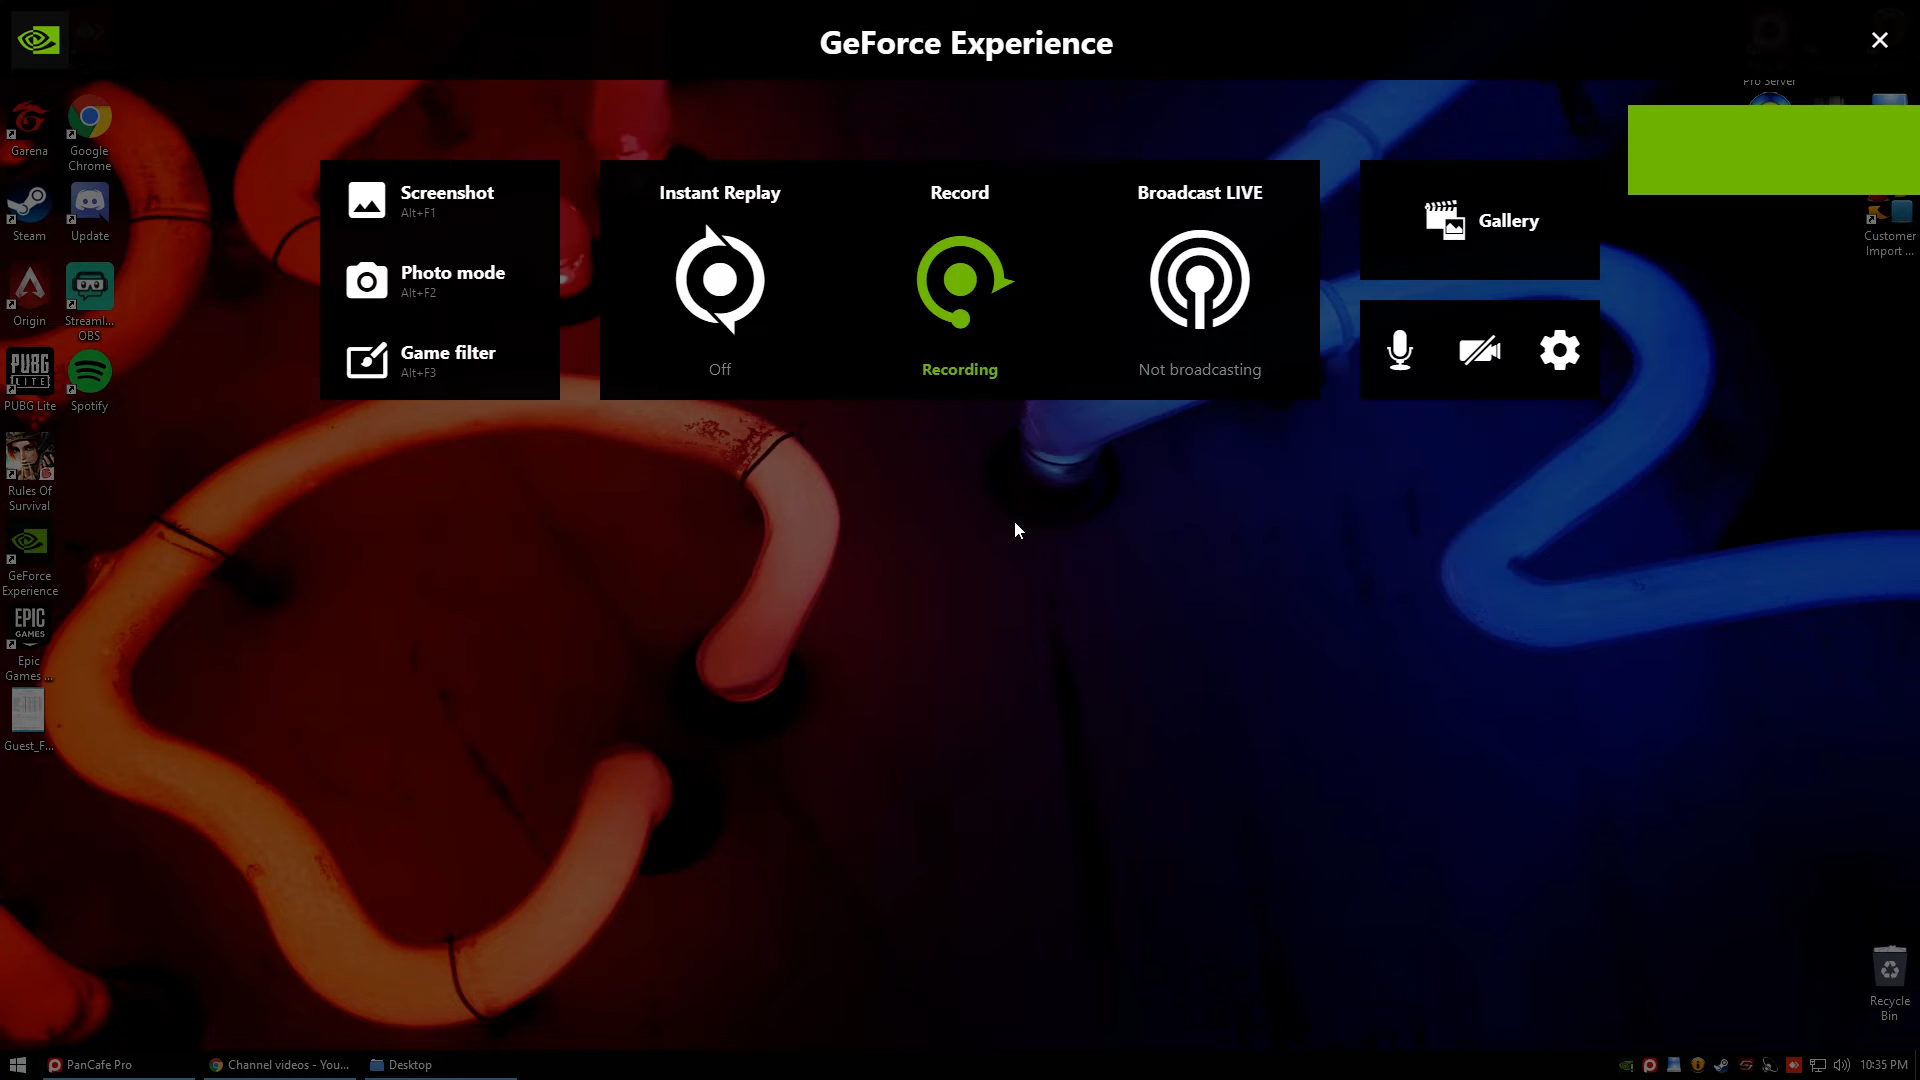 GeForce Experience
Pro Server
Garena
Google
Chrome
Steam
Update
Origin
Streaml...
OBS
PUBG
LITE
PUBG Lite
Spotify
Rules Of
Survival
GeForce
Experience
EPIC
GAMES
Epic
Games ...
Guest_F...
Screenshot
Alt+F1
Photo mode
Alt+F2
Game filter
Alt+F3
Instant Replay
Off
Record
Recording
Broadcast LIVE
Not broadcasting
Gallery
Customer
Import ...
Recycle
Bin
PanCafe Pro
Channel videos - You...
Desktop
10:35 PM